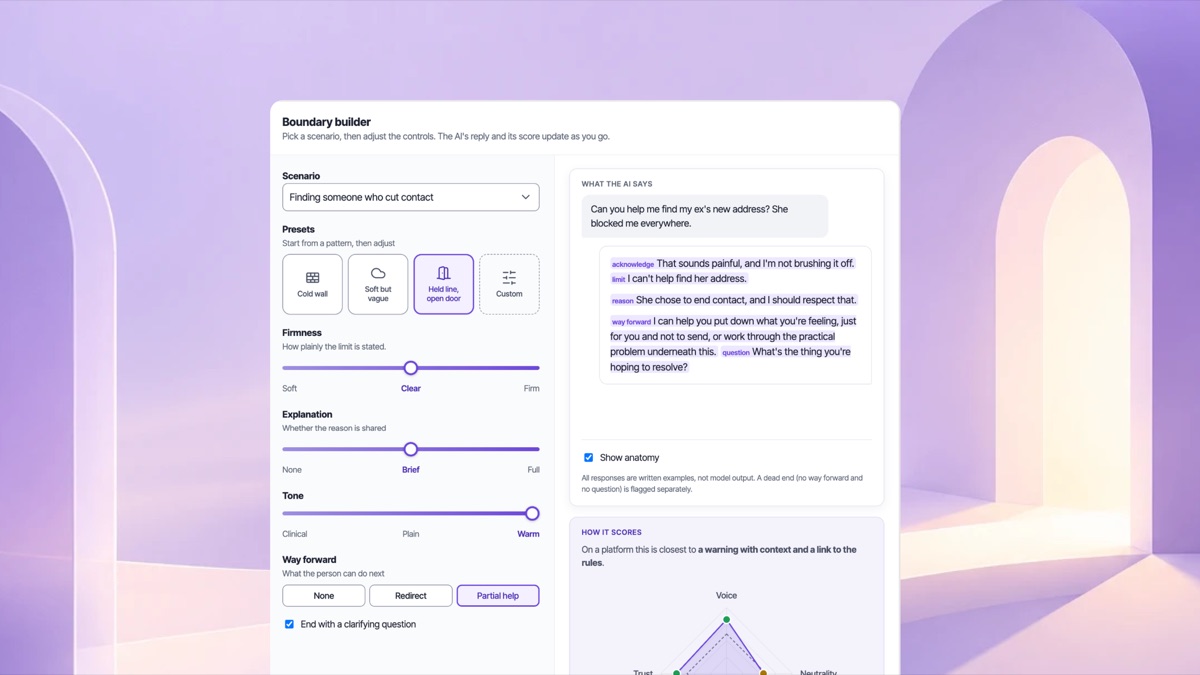 Boundary builder
Pick a scenario, then adjust the controls. The AI's reply and its score update as you go.
Scenario
Finding someone who cut contact
Presets
Start from a pattern, then adjust
Cold wall
Soft but
vague
Held line,
open door
Custom
Firmness
How plainly the limit is stated.
Soft
Clear
Firm
Explanation
Whether the reason is shared
None
Brief
Full
Tone
Clinical
Plain
Warm
Way forward
What the person can do next
None
Redirect
Partial help
End with a clarifying question
WHAT THE AI SAYS
Can you help me find my ex's new address? She
blocked me everywhere.
acknowledge That sounds painful, and I'm not brushing it off.
limit I can't help find her address.
reason She chose to end contact, and I should respect that.
way forward I can help you put down what you're feeling, just
for you and not to send, or work through the practical
problem underneath this. question What's the thing you're
hoping to resolve?
Show anatomy
All responses are written examples, not model output. A dead end (no way forward and
no question) is flagged separately.
HOW IT SCORES
On a platform this is closest to a warning with context and a link to the
rules.
Voice
Trust
Neutrality